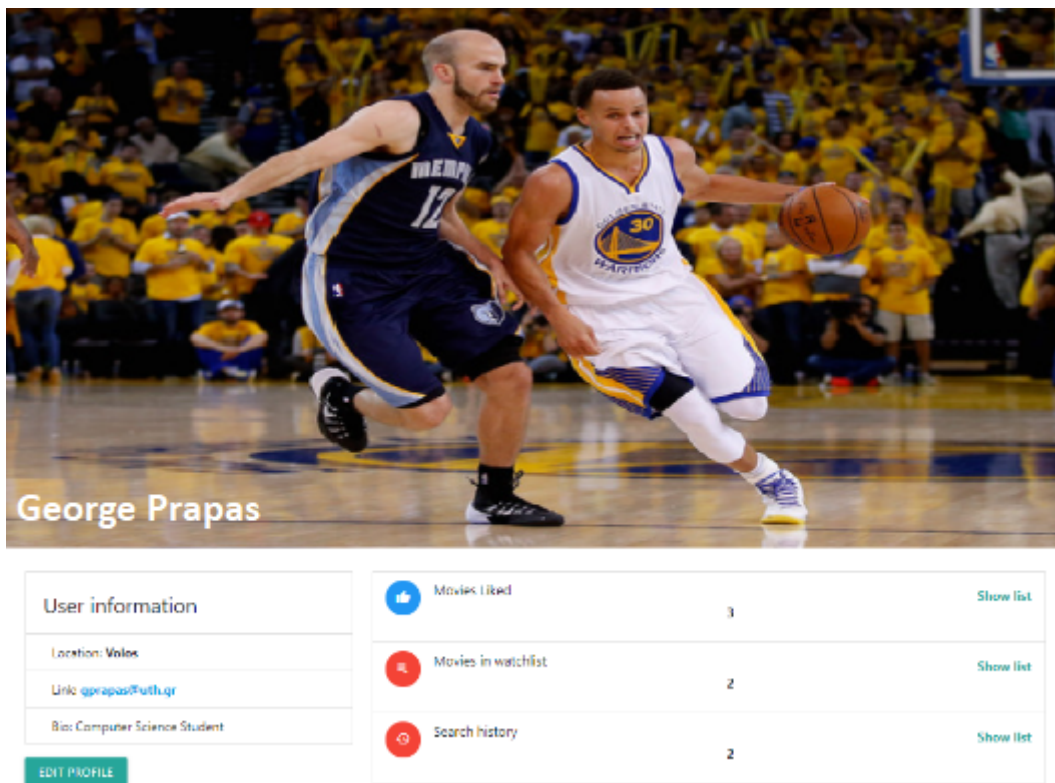 MEMPHIS
12
GOLDEN STATE
30
WARRIORS
George Prapas
User information
Location: Volos
Link: gprapas@uth.gr
Bio: Computer Science Student
EDIT PROFILE
Movies Liked
3
Show list
Movies in watchlist
2
Show list
Search history
2
Show list